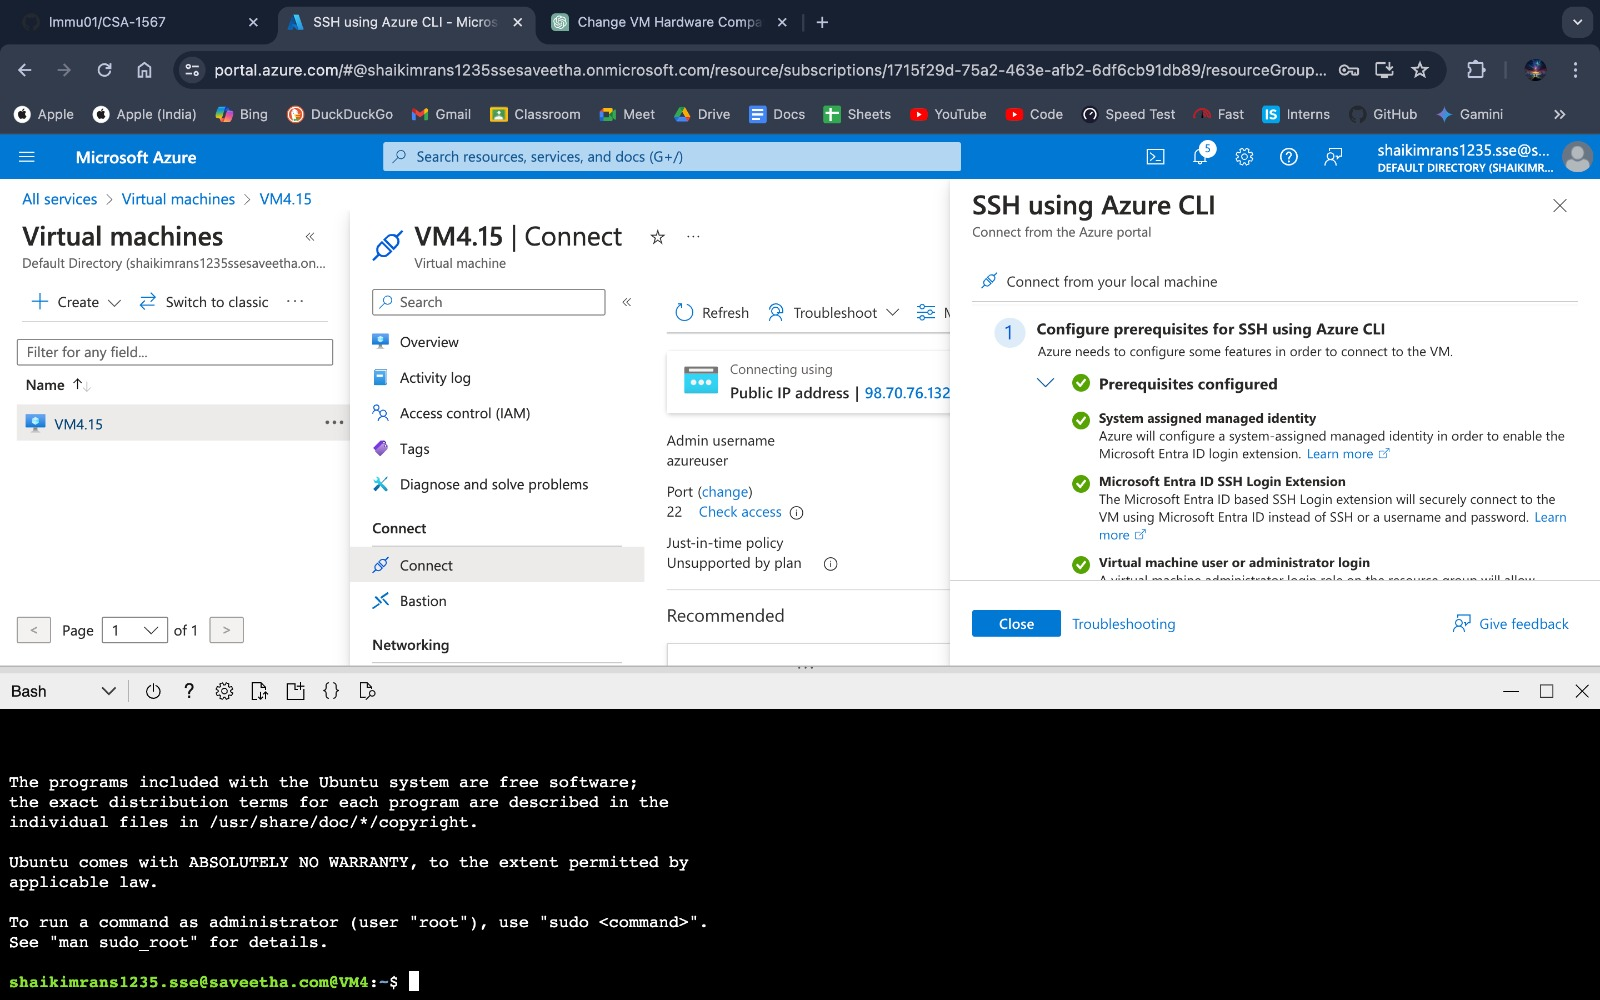 Immu01/CSA-1567
SSH using Azure CLI - Micros
Change VM Hardware Compa
portal.azure.com/#@shaikimrans1235ssesaveetha.onmicrosoft.com/resource/subscriptions/1715f29d-75a2-463e-afb2-6df6cb91db89/resourceGroup...
Apple
Apple (India)
Bing
DuckDuckGo
Gmail
Classroom
Meet
Drive
Docs
Sheets
YouTube
Code
Speed Test
Fast
IS Interns
GitHub
Gamini
Microsoft Azure
Search resources, services, and docs (G+/)
5
shaikimrans1235.sse@s...
DEFAULT DIRECTORY (SHAIKIMR...
All services > Virtual machines > VM4.15
Virtual machines
Default Directory (shaikimrans1235ssesaveetha.on...
Create
Switch to classic
Filter for any field...
Name
VM4.15
< Page 1 of 1 >
VM4.15 | Connect
Virtual machine
Search
Overview
Activity log
Access control (IAM)
Tags
Diagnose and solve problems
Connect
Connect
Bastion
Networking
Refresh
Troubleshoot
Connecting using
Public IP address | 98.70.76.132
Admin username
azureuser
Port (change)
22 Check access
Just-in-time policy
Unsupported by plan
Recommended
SSH using Azure CLI
Connect from the Azure portal
Connect from your local machine
1 Configure prerequisites for SSH using Azure CLI
Azure needs to configure some features in order to connect to the VM.
Prerequisites configured
System assigned managed identity
Azure will configure a system-assigned managed identity in order to enable the
Microsoft Entra ID login extension. Learn more
Microsoft Entra ID SSH Login Extension
The Microsoft Entra ID based SSH Login extension will securely connect to the
VM using Microsoft Entra ID instead of SSH or a username and password. Learn
more
Virtual machine user or administrator login
A virtual machine administrator login role on the resource group will allow
Close
Troubleshooting
Give feedback
Bash
The programs included with the Ubuntu system are free software;
the exact distribution terms for each program are described in the
individual files in /usr/share/doc/*/copyright.
Ubuntu comes with ABSOLUTELY NO WARRANTY, to the extent permitted by
applicable law.
To run a command as administrator (user "root"), use "sudo <command>".
See "man sudo_root" for details.
shaikimrans1235.sse@saveetha.com@VM4:~$